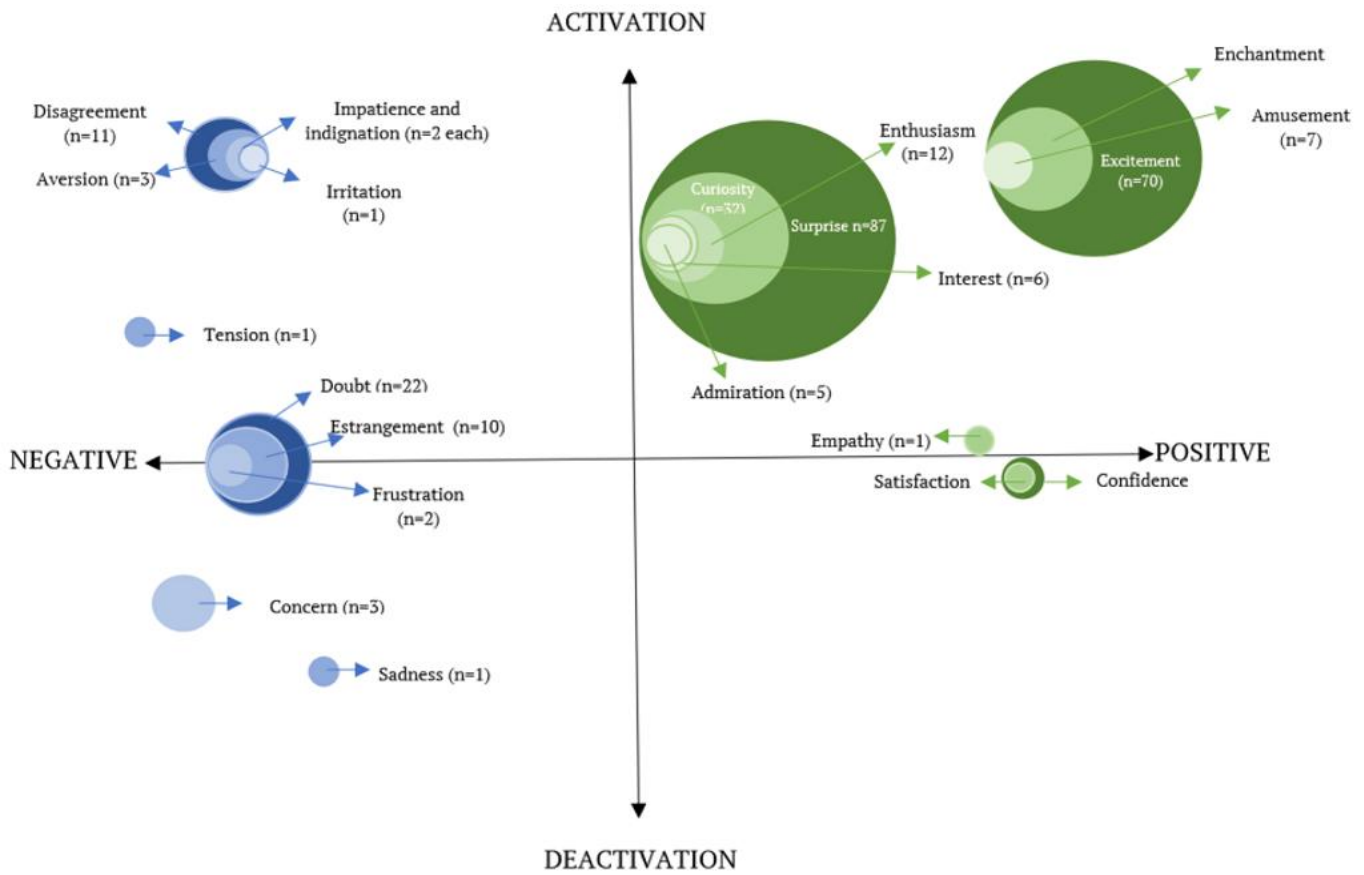 ACTIVATION
Enchantment
Disagreement
(n=11)
Impatience and
indignation (n=2 each)
Amusement
(n=7)
Enthusiasm
(n=12)
Aversion (n=3)
Irritation
(n=1)
Excitement
(n=70)
Curiosity
(n=32)
Surprise n=87
Interest (n=6)
Tension (n=1)
Doubt (n=22)
Admiration (n=5)
Estrangement (n=10)
Empathy (n=1)
NEGATIVE
POSITIVE
Satisfaction
Confidence
Frustration
(n=2)
Concern (n=3)
Sadness (n=1)
DEACTIVATION